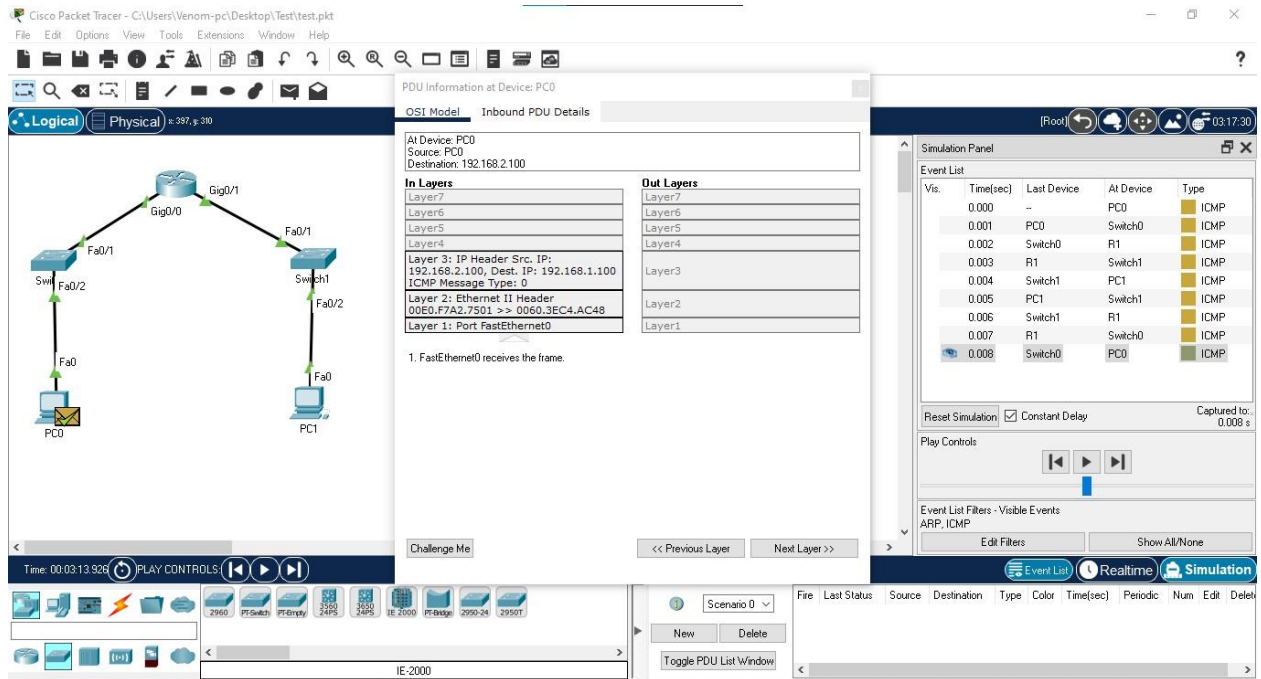 Cisco Packet Tracer - C:\Users\Venom-pc\Desktop\Test\test.pkt
File Edit Options View Tools Extensions Window Help
?
Logical Physical x: 397, y: 310
[Root] 03:17:30
PDU Information at Device: PC0
OSI Model Inbound PDU Details
At Device: PC0
Source: PC0
Destination: 192.168.2.100
In Layers Out Layers
Layer7 Layer7
Layer6 Layer6
Layer5 Layer5
Layer4 Layer4
Layer 3: IP Header Src. IP:
192.168.2.100, Dest. IP: 192.168.1.100
ICMP Message Type: 0
Layer3
Layer 2: Ethernet II Header
00E0.F7A2.7501 >> 0060.3EC4.AC48
Layer2
Layer 1: Port FastEthernet0 Layer1
1. FastEthernet0 receives the frame.
Challenge Me << Previous Layer Next Layer >>
Gig0/1
Gig0/0
Fa0/1
Fa0/1
Swi
Fa0/2
Switch1
Fa0/2
Fa0
Fa0
PC0
PC1
Simulation Panel
Event List
Vis. Time(sec) Last Device At Device Type
0.000 -- PC0 ICMP
0.001 PC0 Switch0 ICMP
0.002 Switch0 R1 ICMP
0.003 R1 Switch1 ICMP
0.004 Switch1 PC1 ICMP
0.005 PC1 Switch1 ICMP
0.006 Switch1 R1 ICMP
0.007 R1 Switch0 ICMP
0.008 Switch0 PC0 ICMP
Reset Simulation Constant Delay Captured to:
0.008 s
Play Controls
Event List Filters - Visible Events
ARP, ICMP
Edit Filters Show All/None
Time: 00:03:13.926 PLAY CONTROLS:
Event List Realtime Simulation
2960 PT-Switch PT-Empty 3560 24PS 3650 24PS IE 2000 PT-Bridge 2950-24 2950T
IE-2000
Scenario 0
New Delete
Toggle PDU List Window
Fire Last Status Source Destination Type Color Time(sec) Periodic Num Edit Delet